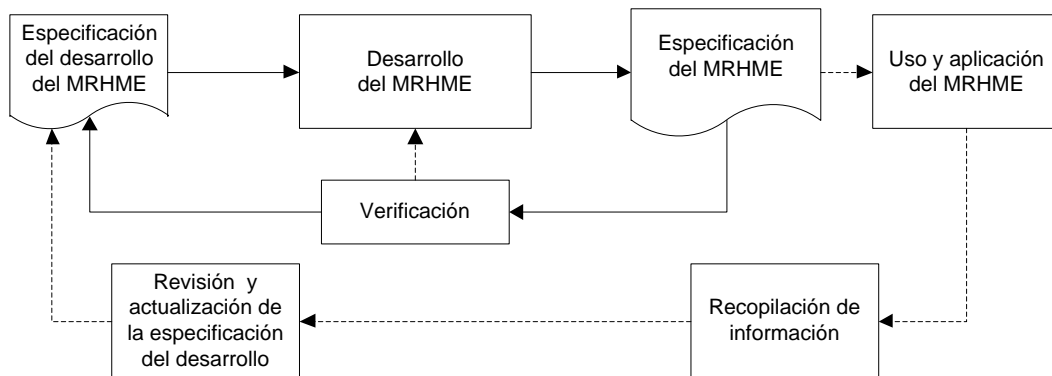 Especificación
del desarrollo
del MRHME
Desarrollo
del MRHME
Especificación
del MRHME
Uso y aplicación
del MRHME
Verificación
Revisión y
actualización de
la especificación
del desarrollo
Recopilación de
información